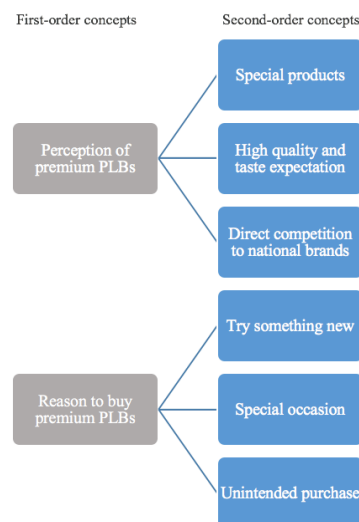 First-order concepts
Second-order concepts
Special products
Perception of
premium PLBs
High quality and
taste expectation
Direct competition
to national brands
Try something new
Reason to buy
premium PLBs
Special occasion
Unintended purchase